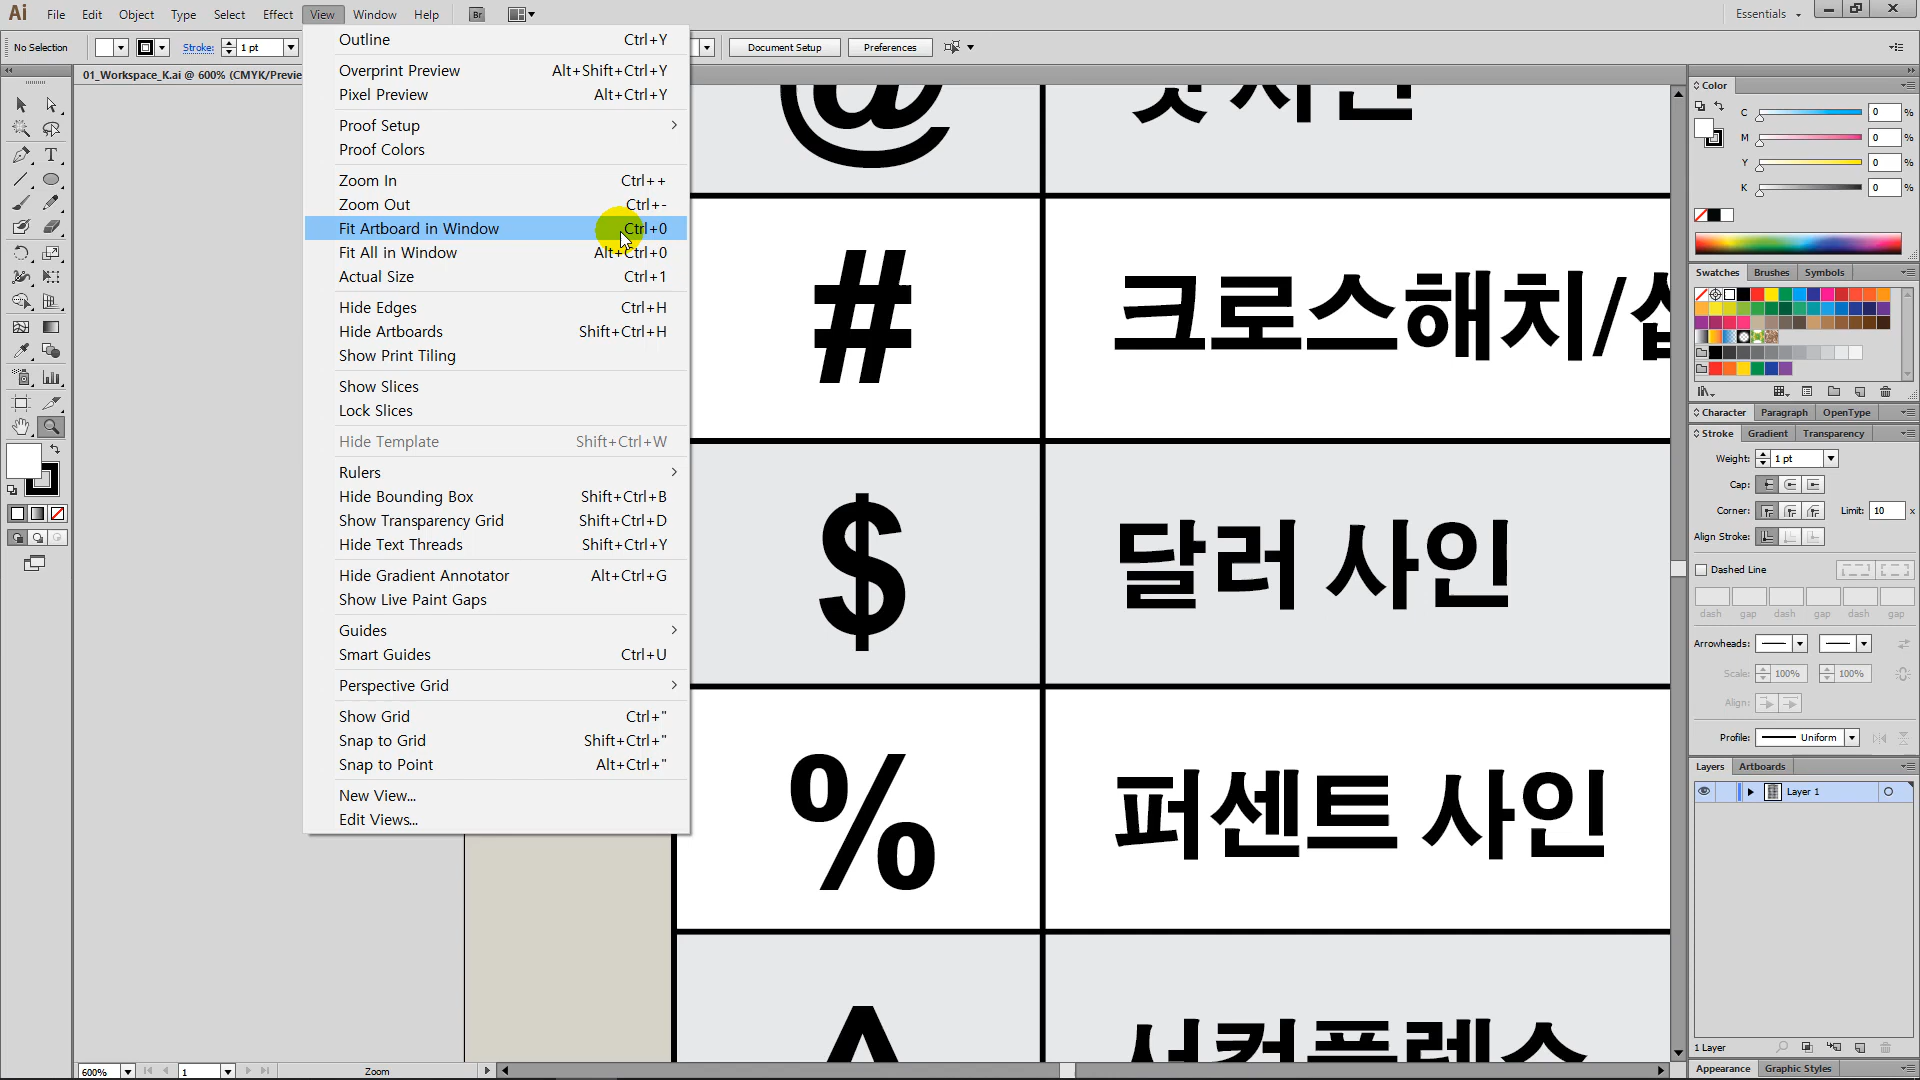 Ai File Edit Object Type Select Effect View Window Help Br Essentials
No Selection Stroke: 1 pt Document Setup Preferences
01_Workspace_K.ai @ 600% (CMYK/Previe
Outline Ctrl+Y
Overprint Preview Alt+Shift+Ctrl+Y
Pixel Preview Alt+Ctrl+Y
Proof Setup
Proof Colors
Zoom In Ctrl++
Zoom Out Ctrl+-
Fit Artboard in Window Ctrl+0
Fit All in Window Alt+Ctrl+0
Actual Size Ctrl+1
Hide Edges Ctrl+H
Hide Artboards Shift+Ctrl+H
Show Print Tiling
Show Slices
Lock Slices
Hide Template Shift+Ctrl+W
Rulers
Hide Bounding Box Shift+Ctrl+B
Show Transparency Grid Shift+Ctrl+D
Hide Text Threads Shift+Ctrl+Y
Hide Gradient Annotator Alt+Ctrl+G
Show Live Paint Gaps
Guides
Smart Guides Ctrl+U
Perspective Grid
Show Grid Ctrl+"
Snap to Grid Shift+Ctrl+"
Snap to Point Alt+Ctrl+"
New View...
Edit Views...
@
# 크로스해치/
$ 달러 사인
% 퍼센트 사인
Color
C 0 %
M 0 %
Y 0 %
K 0 %
Swatches Brushes Symbols
Character Paragraph OpenType
Stroke Gradient Transparency
Weight: 1 pt
Cap:
Corner: Limit: 10 x
Align Stroke:
Dashed Line
dash gap dash gap dash gap
Arrowheads:
Scale: 100% 100%
Align:
Profile: Uniform
Layers Artboards
Layer 1
1 Layer
Appearance Graphic Styles
600% 1 Zoom